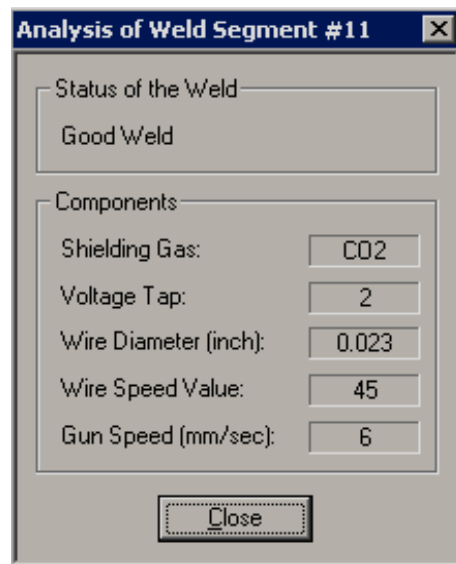 Analysis of Weld Segment #11
Status of the Weld
Good Weld
Components
Shielding Gas: CO2
Voltage Tap: 2
Wire Diameter (inch): 0.023
Wire Speed Value: 45
Gun Speed (mm/sec): 6
Close